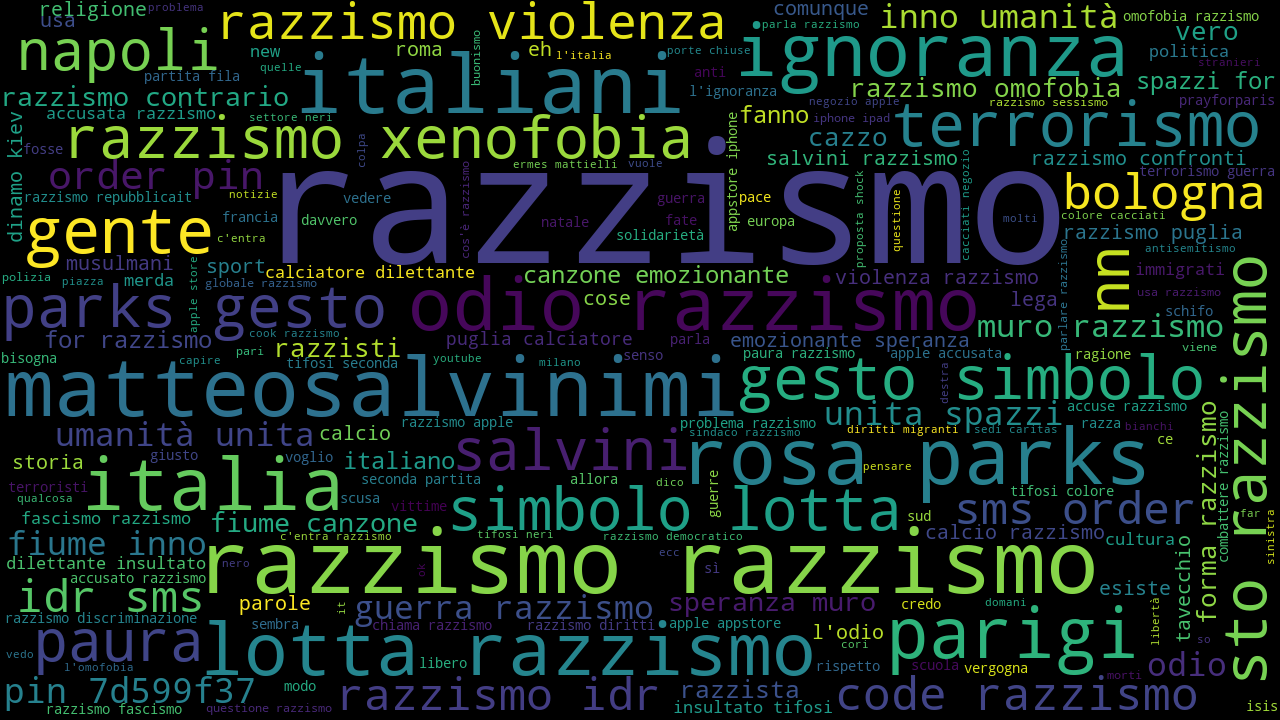 religione problema
usa
razzismo violenza
comunque
inno umanità
omofobia razzismo
napoli
new
roma
eh
l'italia
buonismo
porte chiuse
parla razzismo
ignoranza
vero
politica
stranieri
partita fila
quelle
italiani
anti
l'ignoranza
razzismo omofobia
spazzi for
razzismo contrario
accusata razzismo
settore neri
negozio apple
iphone ipad
razzismo sessismo
prayforparis
fanno
cazzo
terrorismo
dinamo kiev
fosse
razzismo xenofobia
colpa
appstore iphone
salvini razzismo
razzismo confronti
order pin
cos'è razzismo
ermes mattielli
vuole
razzismo
proposta shock
cacciati negozio
terrorismo guerra
razzismo repubblicait
notizie
vedere
guerra
pace
questione
bologna
gente
francia
davvero
natale
fate
europa
molti
colore cacciati
c'entra
solidarietà
razzismo puglia
antisemitismo
polizia
piazza
musulmani
merda
apple store
sport
globale razzismo
calciatore dilettante
canzone emozionante
violenza razzismo
parlare razzismo
nn
immigrati
usa razzismo
parks gesto
odio razzismo
cose
lega
schifo
for razzismo
cook razzismo
puglia calciatore
parla
emozionante speranza
muro razzismo
viene
sto razzismo
bisogna
capire
pari
razzisti
tifosi seconda
youtube
milano
senso
paura razzismo
apple accusata
destra
ragione
matteosalvinimi
gesto simbolo
umanità unita
calcio
razzismo apple
problema razzismo
sindaco razzismo
unita spazzi
diritti migranti
sedi caritas
accuse razzismo
razza
bianchi
storia
giusto
voglio
italiano
salvini
rosa parks
ce
forma razzismo
combattere razzismo
terroristi
qualcosa
italia
scusa
seconda partita
allora
dico
guerre
pensare
tifosi colore
vittime
fascismo razzismo
fiume canzone
simbolo lotta
sud
sms order
far
sinistra
fiume inno
c'entra razzismo
tifosi neri
razzismo democratico
calcio razzismo
cultura
dilettante insultato
accusato razzismo
nero
ok
razzismo razzismo
ecc
sì
tavecchio
esiste
idr sms
parole
it
guerra razzismo
speranza muro
credo
domani
libertà
razzismo discriminazione
sembra
chiama razzismo
razzismo diritti
apple appstore
l'odio
cori
parigi
so
vedo
paura
l'omofobia
lotta razzismo
libero
rispetto
scuola
vergogna
morti
odio
pin 7d599f37
modo
razzismo idr
razzista
code razzismo
razzismo fascismo
questione razzismo
insultato tifosi
isis